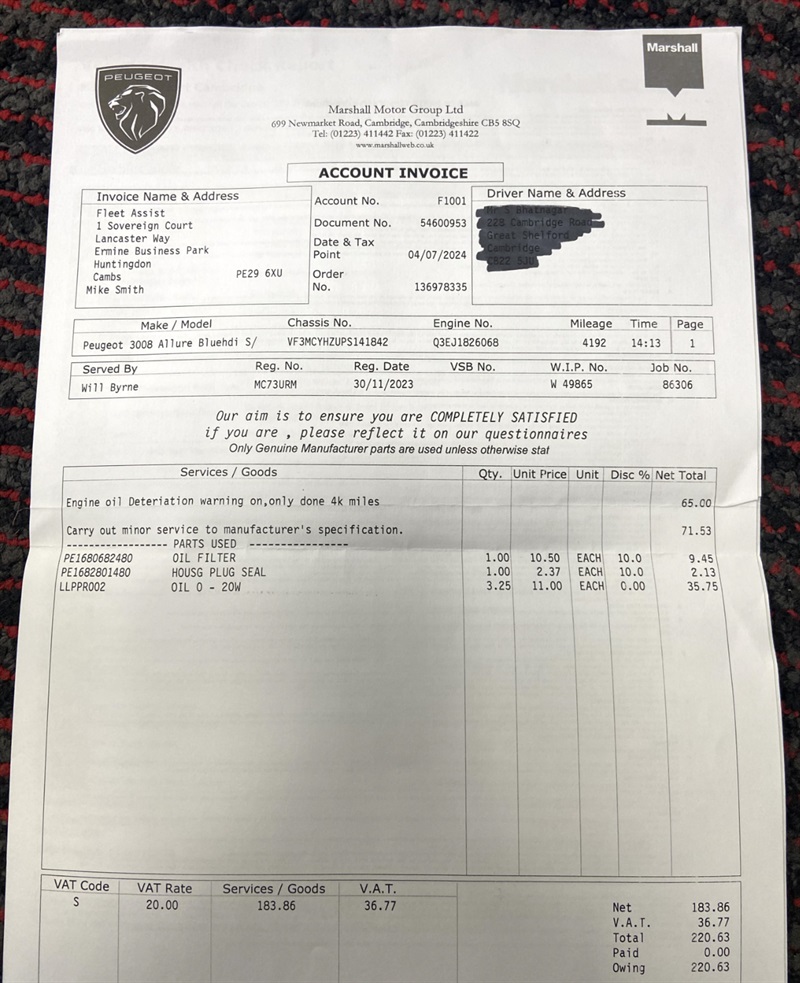 PEUGEOT
Marshall
Marshall Motor Group Ltd
699 Newmarket Road, Cambridge, Cambridgeshire CB5 8SQ
Tel: (01223) 411442 Fax: (01223) 411422
www.marshallweb.co.uk
ACCOUNT INVOICE
Invoice Name & Address
Fleet Assist
1 Sovereign Court
Lancaster Way
Ermine Business Park
Huntingdon
Cambs PE29 6XU
Mike Smith
Account No. F1001
Document No. 54600953
Date & Tax
Point 04/07/2024
Order
No. 136978335
Driver Name & Address
Make / Model Chassis No. Engine No. Mileage Time Page
Peugeot 3008 Allure Bluehdi S/ VF3MCYHZUPS141842 Q3EJ1826068 4192 14:13 1
Served By Reg. No. Reg. Date VSB No. W.I.P. No. Job No.
Will Byrne MC73URM 30/11/2023 W 49865 86306
Our aim is to ensure you are COMPLETELY SATISFIED
if you are , please reflect it on our questionnaires
Only Genuine Manufacturer parts are used unless otherwise stat
Services / Goods Qty. Unit Price Unit Disc % Net Total
Engine oil Deteriation warning on,only done 4k miles 65.00
Carry out minor service to manufacturer's specification. 71.53
------------------ PARTS USED ------------------
PE1680682480 OIL FILTER 1.00 10.50 EACH 10.0 9.45
PE1682801480 HOUSG PLUG SEAL 1.00 2.37 EACH 10.0 2.13
LLPPR002 OIL 0 - 20W 3.25 11.00 EACH 0.00 35.75
VAT Code VAT Rate Services / Goods V.A.T.
S 20.00 183.86 36.77
Net 183.86
V.A.T. 36.77
Total 220.63
Paid 0.00
Owing 220.63